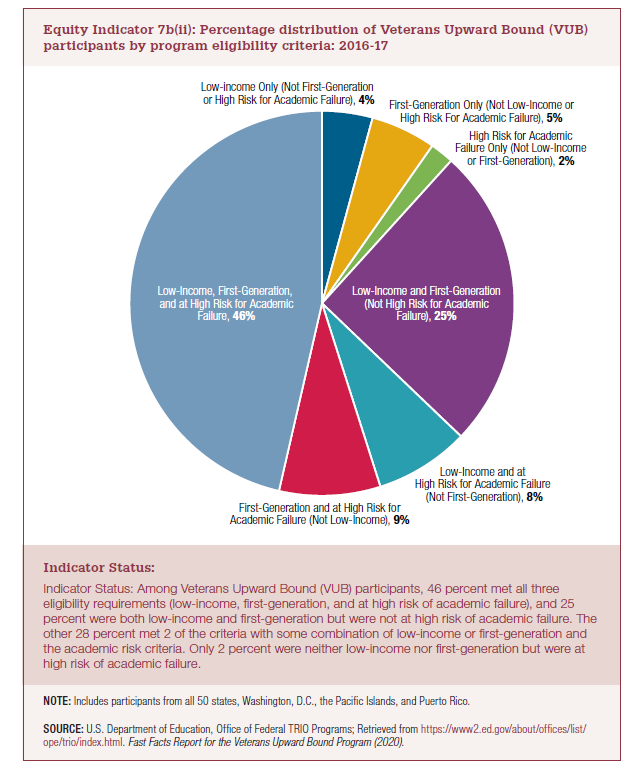 Equity Indicator 7b(ii): Percentage distribution of Veterans Upward Bound (VUB)
participants by program eligibility criteria: 2016-17
Low-income Only (Not First-Generation
or High Risk for Academic Failure), 4%
First-Generation Only (Not Low-Income or
High Risk For Academic Failure), 5%
High Risk for Academic
Failure Only (Not Low-Income
or First-Generation), 2%
Low-Income, First-Generation,
and at High Risk for Academic
Failure, 46%
Low-Income and First-Generation
(Not High Risk for Academic
Failure), 25%
Low-Income and at
High Risk for Academic Failure
(Not First-Generation), 8%
First-Generation and at High Risk for
Academic Failure (Not Low-Income), 9%
Indicator Status:
Indicator Status: Among Veterans Upward Bound (VUB) participants, 46 percent met all three
eligibility requirements (low-income, first-generation, and at high risk of academic failure), and 25
percent were both low-income and first-generation but were not at high risk of academic failure. The
other 28 percent met 2 of the criteria with some combination of low-income or first-generation and
the academic risk criteria. Only 2 percent were neither low-income nor first-generation but were at
high risk of academic failure.
NOTE: Includes participants from all 50 states, Washington, D.C., the Pacific Islands, and Puerto Rico.
SOURCE: U.S. Department of Education, Office of Federal TRIO Programs; Retrieved from https://www2.ed.gov/about/offices/list/
ope/trio/index.html. Fast Facts Report for the Veterans Upward Bound Program (2020).